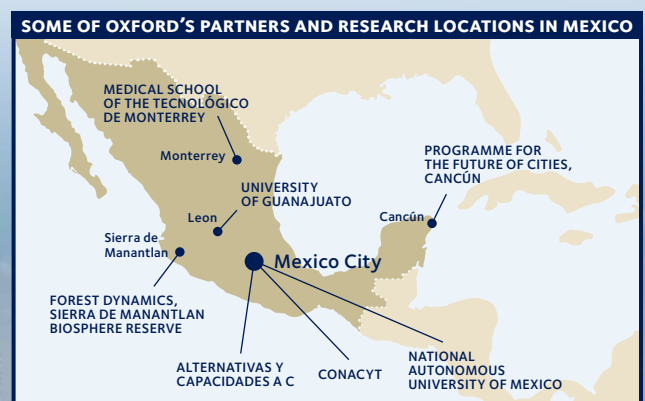 SOME OF OXFORD'S PARTNERS AND RESEARCH LOCATIONS IN MEXICO
MEDICAL SCHOOL
OF THE TECNOLÓGICO
DE MONTERREY
Monterrey
PROGRAMME FOR
THE FUTURE OF CITIES,
CANCÚN
UNIVERSITY
OF GUANAJUATO
Leon
Cancún
Sierra de
Manantlan
Mexico City
FOREST DYNAMICS,
SIERRA DE MANANTLAN
BIOSPHERE RESERVE
ALTERNATIVAS Y
CAPACIDADES A C
CONACYT
NATIONAL
AUTONOMOUS
UNIVERSITY OF MEXICO